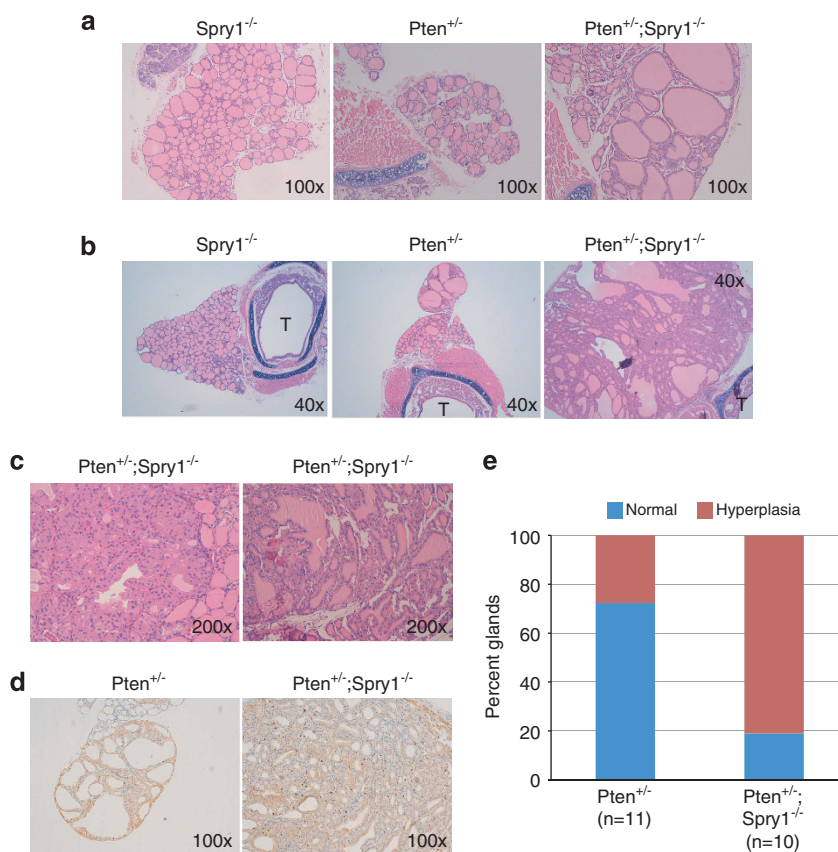 a
Spry1-/- Pten+/- Pten+/-;Spry1-/-
100x 100x 100x
b
Spry1-/- Pten+/- Pten+/-;Spry1-/-
T 40x
T 40x
40x T
c
Pten+/-;Spry1-/- Pten+/-;Spry1-/-
200x 200x
d
Pten+/- Pten+/-;Spry1-/-
100x 100x
e
Normal Hyperplasia
Percent glands
100
80
60
40
20
0
Pten+/-
(n=11)
Pten+/-;
Spry1-/-
(n=10)